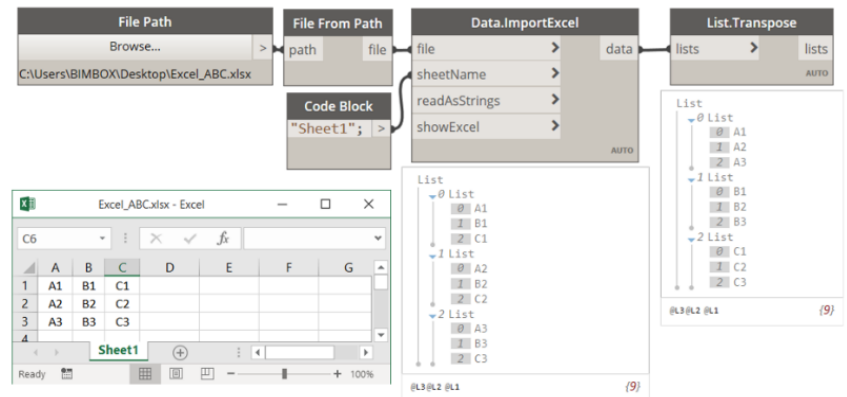 File Path
Browse... >
C:\Users\BIMBOX\Desktop\Excel_ABC.xlsx
File From Path
path file
Code Block
"Sheet1"; >
Data.ImportExcel
file > data
sheetName
readAsStrings >
showExcel >
AUTO
List.Transpose
lists > lists
AUTO
List
0 List
0 A1
1 B1
2 C1
1 List
0 A2
1 B2
2 C2
2 List
0 A3
1 B3
2 C3
@L3@L2 @L1 {9}
List
0 List
0 A1
1 A2
2 A3
1 List
0 B1
1 B2
2 B3
2 List
0 C1
1 C2
2 C3
@L3@L2 @L1 {9}
Excel_ABC.xlsx - Excel
C6 fx
A B C D E F G
1 A1 B1 C1
2 A2 B2 C2
3 A3 B3 C3
4
Sheet1
Ready 100%